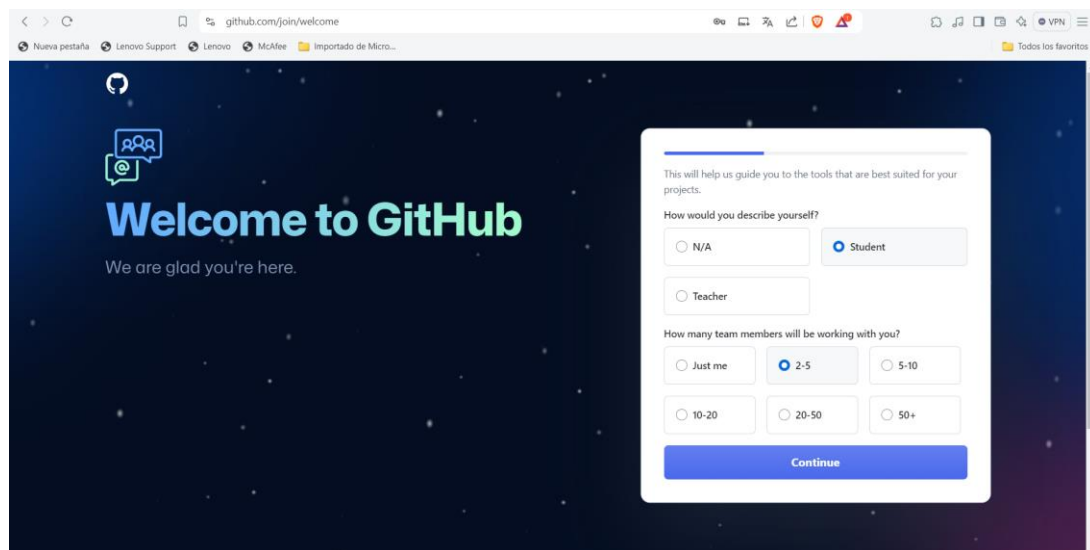 github.com/join/welcome
VPN
Nueva pestaña Lenovo Support Lenovo McAfee Importado de Micro...
Todos los favoritos
@
Welcome to GitHub
We are glad you're here.
This will help us guide you to the tools that are best suited for your
projects.
How would you describe yourself?
N/A Student
Teacher
How many team members will be working with you?
Just me 2-5 5-10
10-20 20-50 50+
Continue